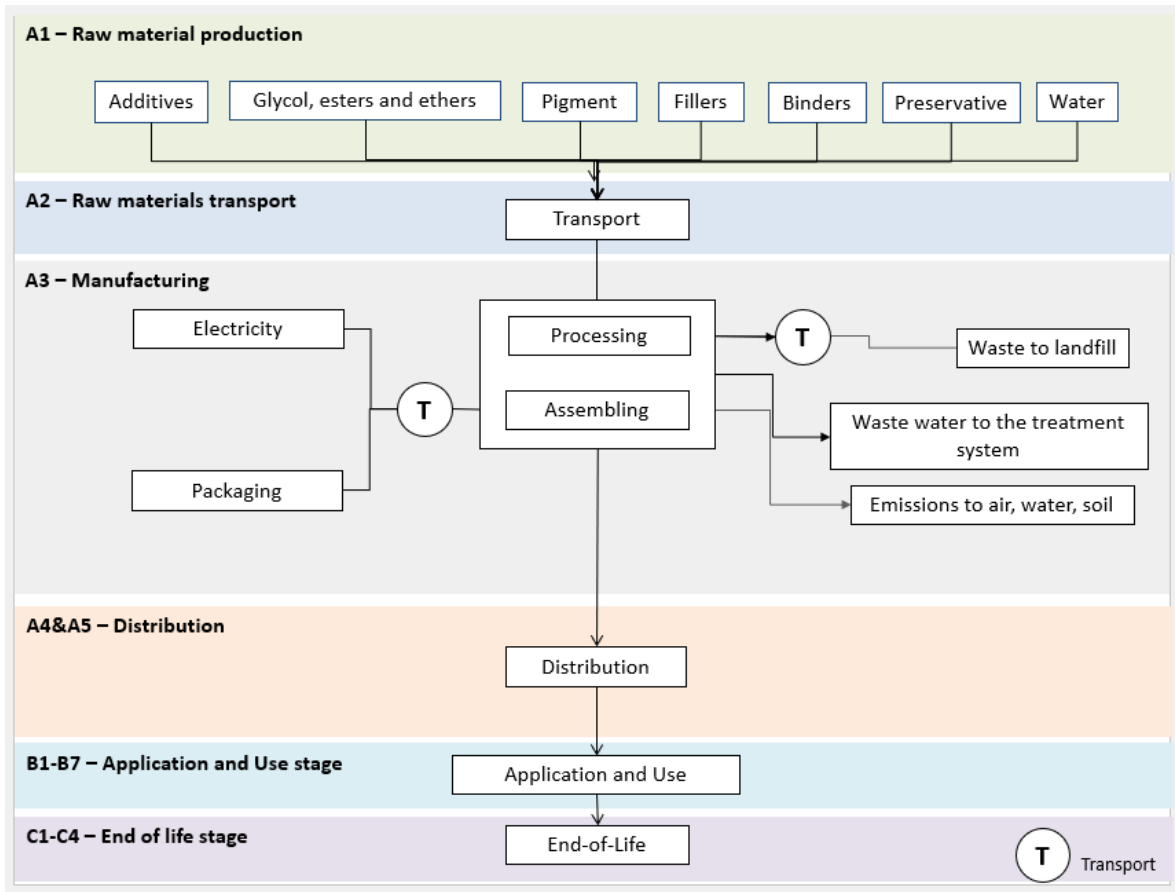 A1 – Raw material production
Additives
Glycol, esters and ethers
Pigment
Fillers
Binders
Preservative
Water
A2 – Raw materials transport
Transport
A3 – Manufacturing
Electricity
Processing
T
Waste to landfill
T
Assembling
Waste water to the treatment
system
Packaging
Emissions to air, water, soil
A4&A5 – Distribution
Distribution
B1-B7 – Application and Use stage
Application and Use
C1-C4 – End of life stage
End-of-Life
T
Transport